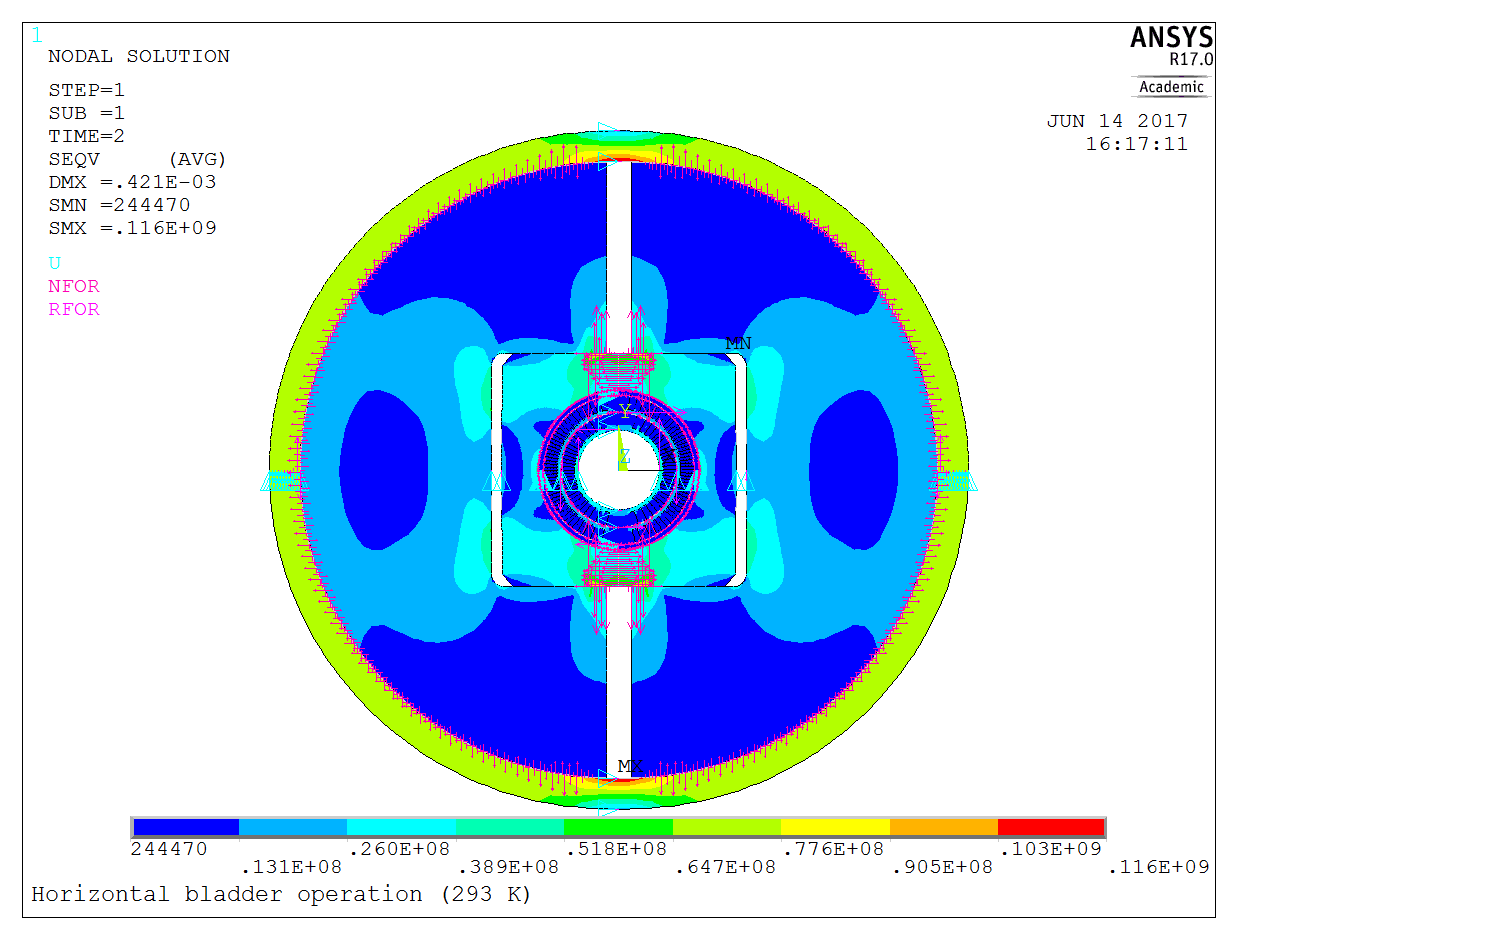 1
NODAL SOLUTION
STEP=1
SUB =1
TIME=2
SEQV (AVG)
DMX =.421E-03
SMN =244470
SMX =.116E+09
U
NFOR
RFOR
ANSYS
R17.0
Academic
JUN 14 2017
16:17:11
MN
Y
Z
MX
244470 .260E+08 .518E+08 .776E+08 .103E+09
.131E+08 .389E+08 .647E+08 .905E+08 .116E+09
Horizontal bladder operation (293 K)